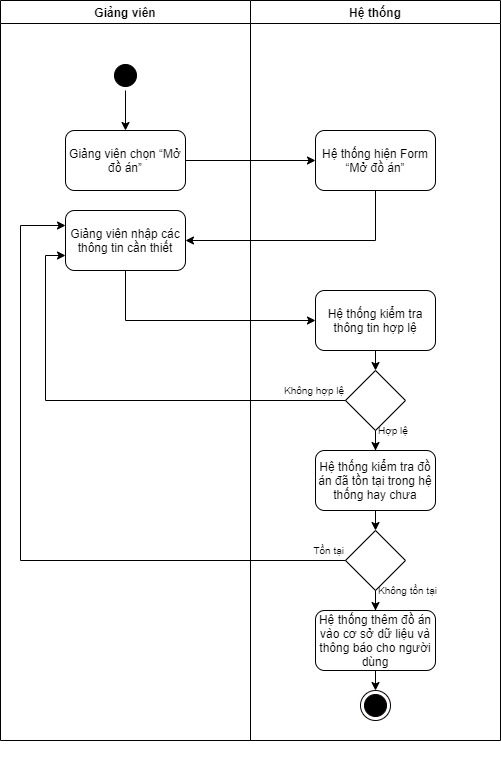 Giảng viên
Hệ thống
Giảng viên chọn “Mở
đồ án”
Hệ thống hiện Form
“Mở đồ án”
Giảng viên nhập các
thông tin cần thiết
Hệ thống kiểm tra
thông tin hợp lệ
Không hợp lệ
Hợp lệ
Hệ thống kiểm tra đồ
án đã tồn tại trong hệ
thống hay chưa
Tồn tại
Không tồn tại
Hệ thống thêm đồ án
vào cơ sở dữ liệu và
thông báo cho người
dùng